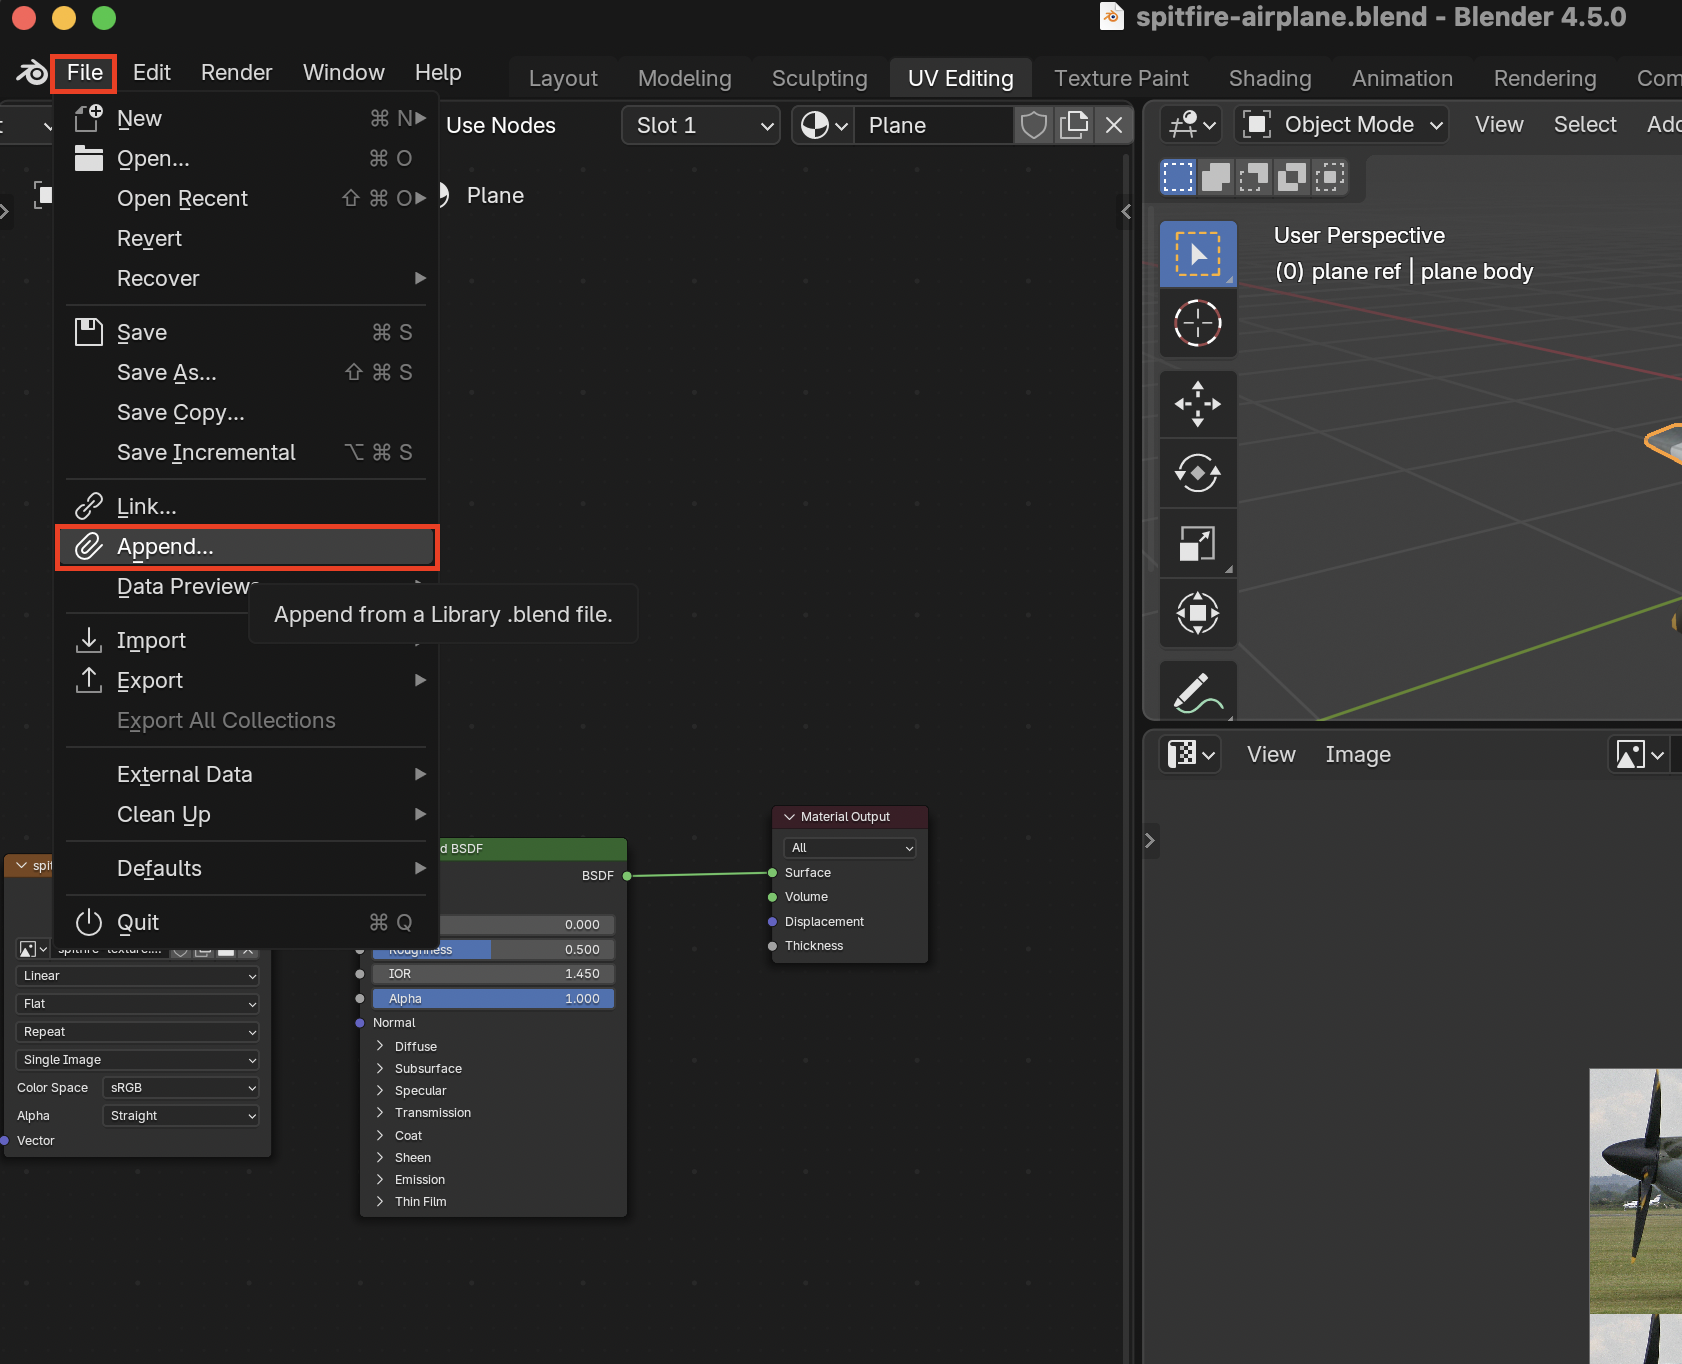 spitfire-airplane.blend - Blender 4.5.0
File Edit Render Window Help
Layout Modeling Sculpting UV Editing Texture Paint Shading Animation Rendering Com
Use Nodes Slot 1 Plane
Object Mode View Select Add
New ⌘ N
Open... ⌘ O
Open Recent ⇧ ⌘ O
Revert
Recover
Save ⌘ S
Save As... ⇧ ⌘ S
Save Copy...
Save Incremental ⌥ ⌘ S
Link...
Append...
Data Previews
Append from a Library .blend file.
Import
Export
Export All Collections
External Data
Clean Up
Defaults
Quit ⌘ Q
Plane
User Perspective
(0) plane ref | plane body
View Image
spit
Linear
Flat
Repeat
Single Image
Color Space sRGB
Alpha Straight
Vector
d BSDF
BSDF
0.000
Roughness 0.500
IOR 1.450
Alpha 1.000
Normal
Diffuse
Subsurface
Specular
Transmission
Coat
Sheen
Emission
Thin Film
Material Output
All
Surface
Volume
Displacement
Thickness